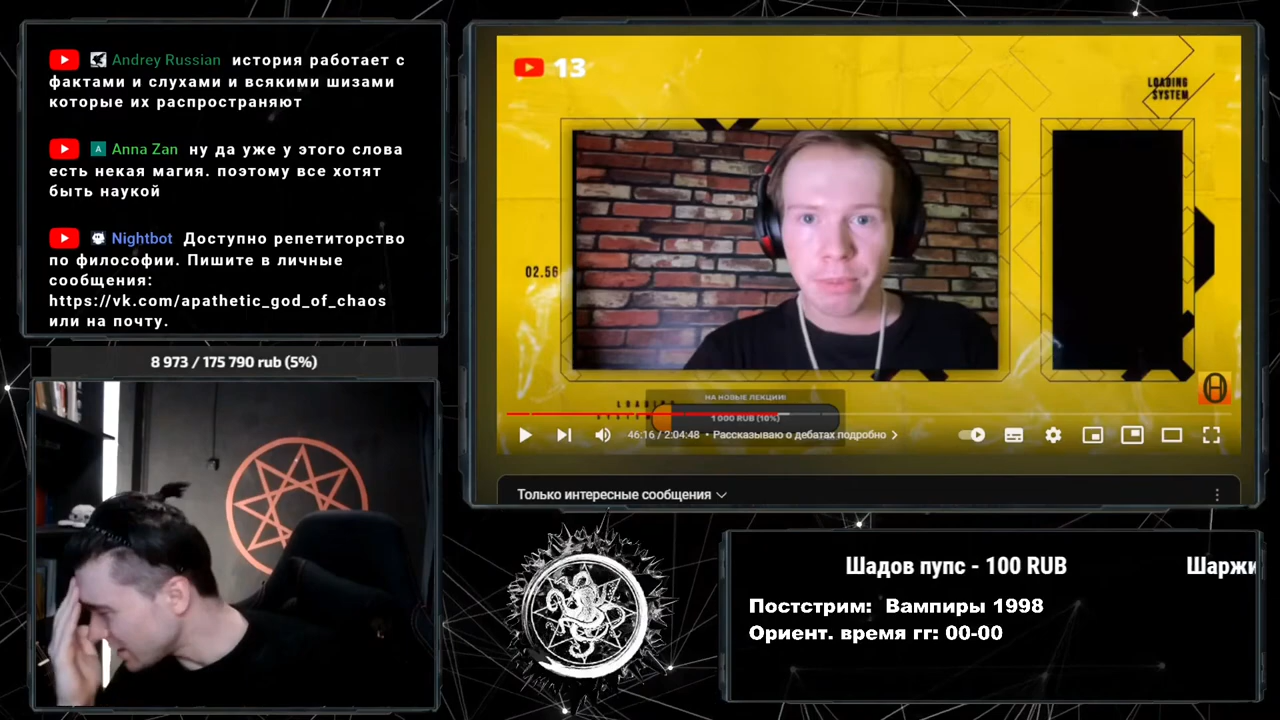 Andrey Russian история работает с
фактами и слухами и всякими шизами
которые их распространяют
A Anna Zan ну да уже у этого слова
есть некая магия. поэтому все хотят
быть наукой
Nightbot Доступно репетиторство
по философии. Пишите в личные
сообщения:
https://vk.com/apathetic_god_of_chaos
или на почту.
8 973 / 175 790 rub (5%)
13
LOADING
SYSTEM
02.56
НА НОВЫЕ ЛЕКЦИИ!
1 000 RUB (10%)
46:16 / 2:04:48 • Рассказываю о дебатах подробно
Только интересные сообщения
Шадов пупс - 100 RUB
Постстрим: Вампиры 1998
Ориент. время гг: 00-00